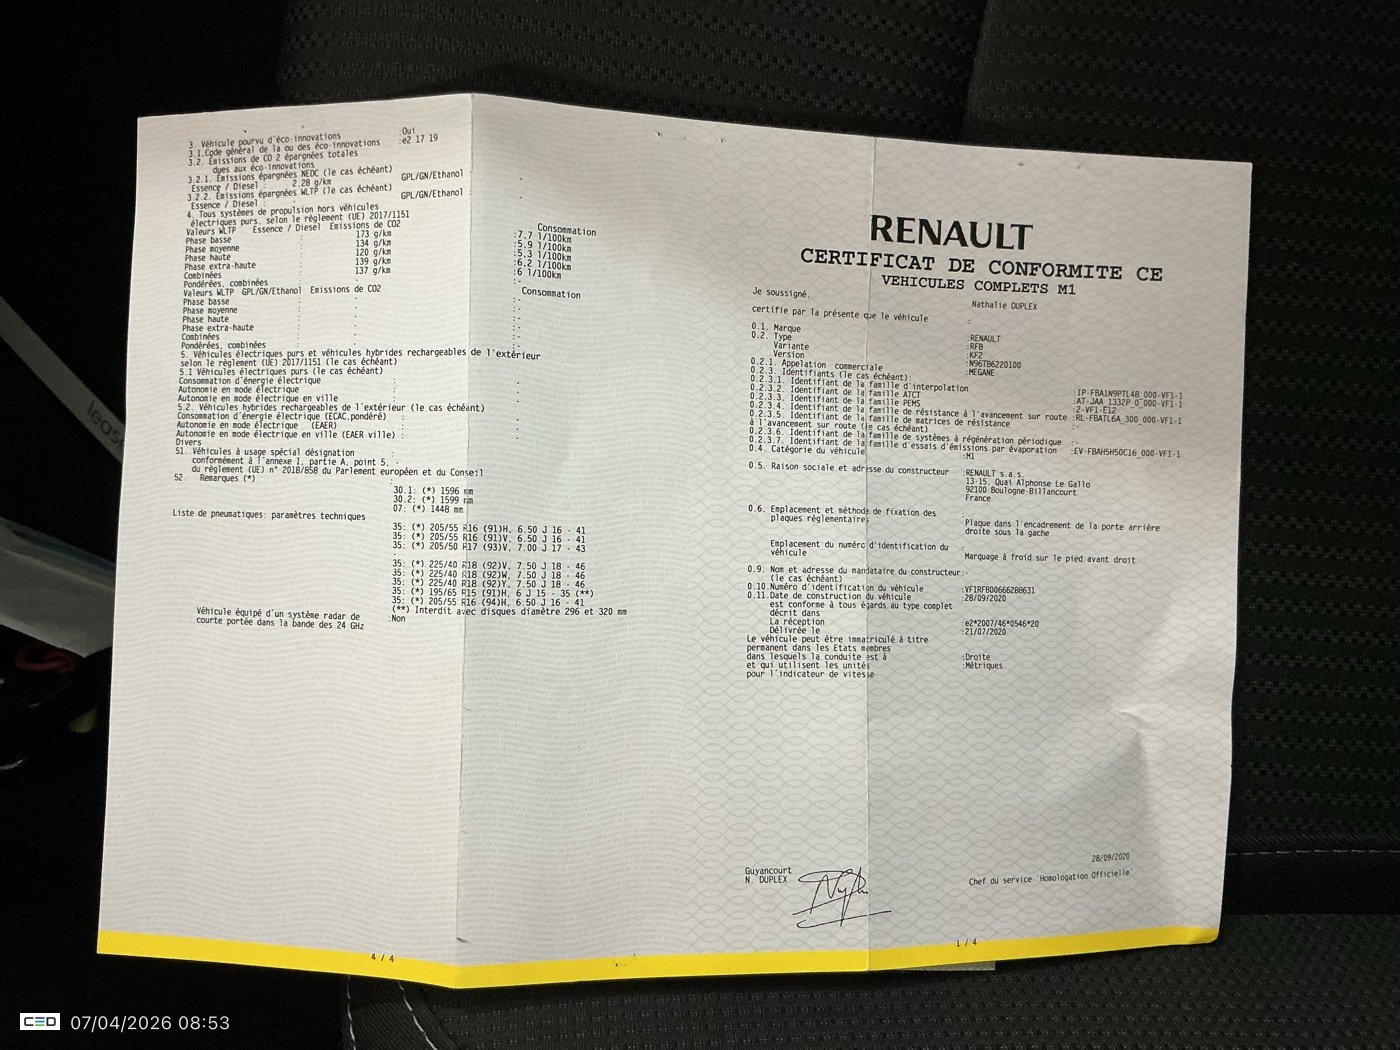 3. Véhicule pourvu d'éco-innovations :Oui
3.1.Code général de la ou des éco-innovations :e2 17 19
3.2. Emissions de CO 2 épargnées totales
dues aux éco-innovations
3.2.1. Emissions épargnées NEDC (le cas échéant)
Essence / Diesel : 2.28 g/km GPL/GN/Ethanol :
3.2.2. Emissions épargnées WLTP (le cas échéant)
Essence / Diesel : - GPL/GN/Ethanol :
4. Tous systèmes de propulsion hors véhicules
électriques purs, selon le règlement (UE) 2017/1151
Valeurs WLTP Essence / Diesel Emissions de CO2 Consommation
Phase basse : 173 g/km :7.7 l/100km
Phase moyenne : 134 g/km :5.9 l/100km
Phase haute : 120 g/km :5.3 l/100km
Phase extra-haute : 139 g/km :6.2 l/100km
Combinées : 137 g/km :6 l/100km
Pondérées, combinées : :-
Valeurs WLTP GPL/GN/Ethanol Emissions de CO2 Consommation
Phase basse : - :-
Phase moyenne : - :-
Phase haute : - :-
Phase extra-haute : - :-
Combinées : - :-
Pondérées, combinées : - :-
5. Véhicules électriques purs et véhicules hybrides rechargeables de l'extérieur
selon le règlement (UE) 2017/1151 (le cas échéant)
5.1 Véhicules électriques purs (le cas échéant)
Consommation d'énergie électrique : -
Autonomie en mode électrique : -
Autonomie en mode électrique en ville : -
5.2. Véhicules hybrides rechargeables de l'extérieur (le cas échéant)
Consommation d'énergie électrique (ECAC.pondéré) : -
Autonomie en mode électrique (EAER) : -
Autonomie en mode électrique en ville (EAER ville) : -
Divers
51. Véhicules à usage spécial désignation :
conformément à l'annexe I, partie A, point 5, -
du règlement (UE) n° 2018/858 du Parlement européen et du Conseil
52. Remarques (*) :
30.1: (*) 1596 mm
30.2: (*) 1599 mm
07: (*) 1448 mm
Liste de pneumatiques: paramètres techniques
35: (*) 205/55 R16 (91)H. 6.50 J 16 - 41
35: (*) 205/55 R16 (91)V. 6.50 J 16 - 41
35: (*) 205/50 R17 (93)V. 7.00 J 17 - 43
35: (*) 225/40 R18 (92)V. 7.50 J 18 - 46
35: (*) 225/40 R18 (92)W. 7.50 J 18 - 46
35: (*) 225/40 R18 (92)Y. 7.50 J 18 - 46
35: (*) 195/65 R15 (91)H. 6 J 15 - 35 (**)
35: (*) 205/55 R16 (94)H. 6.50 J 16 - 41
(**) Interdit avec disques diamètre 296 et 320 mm
Véhicule équipé d'un système radar de
courte portée dans la bande des 24 GHz :Non
4 / 4
RENAULT
CERTIFICAT DE CONFORMITE CE
VEHICULES COMPLETS M1
Je soussigné, Nathalie DUPLEX
certifie par la présente que le véhicule :
0.1. Marque :RENAULT
0.2. Type :RFB
Variante :KF2
Version :N96TB6220100
0.2.1. Appelation commerciale :MEGANE
0.2.3. Identifiants (le cas échéant):
0.2.3.1. Identifiant de la famille d'interpolation :IP-FBA1N9PTL4B_000-VF1-1
0.2.3.2. Identifiant de la famille ATCT :AT-JAA_1332P_0_000-VF1-1
0.2.3.3. Identifiant de la famille PEMS :2-VF1-E12
0.2.3.4. Identifiant de la famille de résistance à l'avancement sur route :RL-FBATL6A_300_000-VF1-1
0.2.3.5. Identifiant de la famille de matrices de résistance
à l'avancement sur route (le cas échéant) :-
0.2.3.6. Identifiant de la famille de systèmes à régénération périodique :-
0.2.3.7. Identifiant de la famille d'essais d'émissions par évaporation :EV-FBAH5H50C16_000-VF1-1
0.4. Catégorie du véhicule :M1
0.5. Raison sociale et adresse du constructeur :RENAULT s.a.s.
13-15, Quai Alphonse Le Gallo
92100 Boulogne-Billancourt
France
0.6. Emplacement et méthode de fixation des :
plaques réglementaires Plaque dans l'encadrement de la porte arrière
droite sous la gache
Emplacement du numéro d'identification du :
véhicule Marquage à froid sur le pied avant droit
0.9. Nom et adresse du mandataire du constructeur:-
(le cas échéant)
0.10.Numéro d'identification du véhicule :VF1RFB00666288631
0.11.Date de construction du véhicule :28/09/2020
est conforme à tous égards au type complet
décrit dans
La réception :e2*2007/46*0546*20
Délivrée le :21/07/2020
Le véhicule peut être immatriculé à titre
permanent dans les Etats membres
dans lesquels la conduite est à :Droite
et qui utilisent les unités :Métriques
pour l'indicateur de vitesse
28/09/2020
Guyancourt
N. DUPLEX
Chef du service 'Homologation Officielle'
1 / 4
CED 07/04/2026 08:53